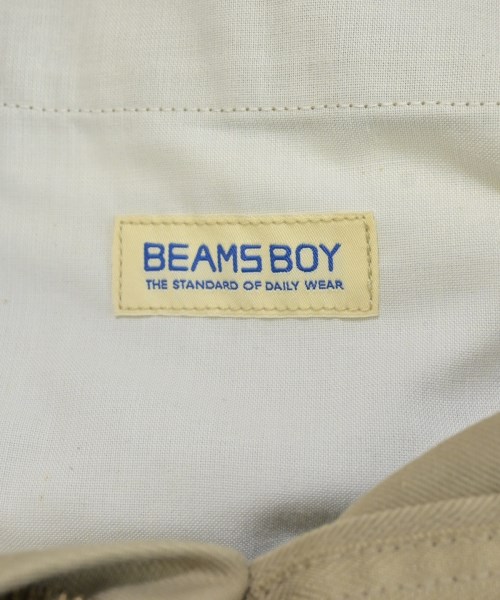 BEAMS BOY
THE STANDARD OF DAILY WEAR